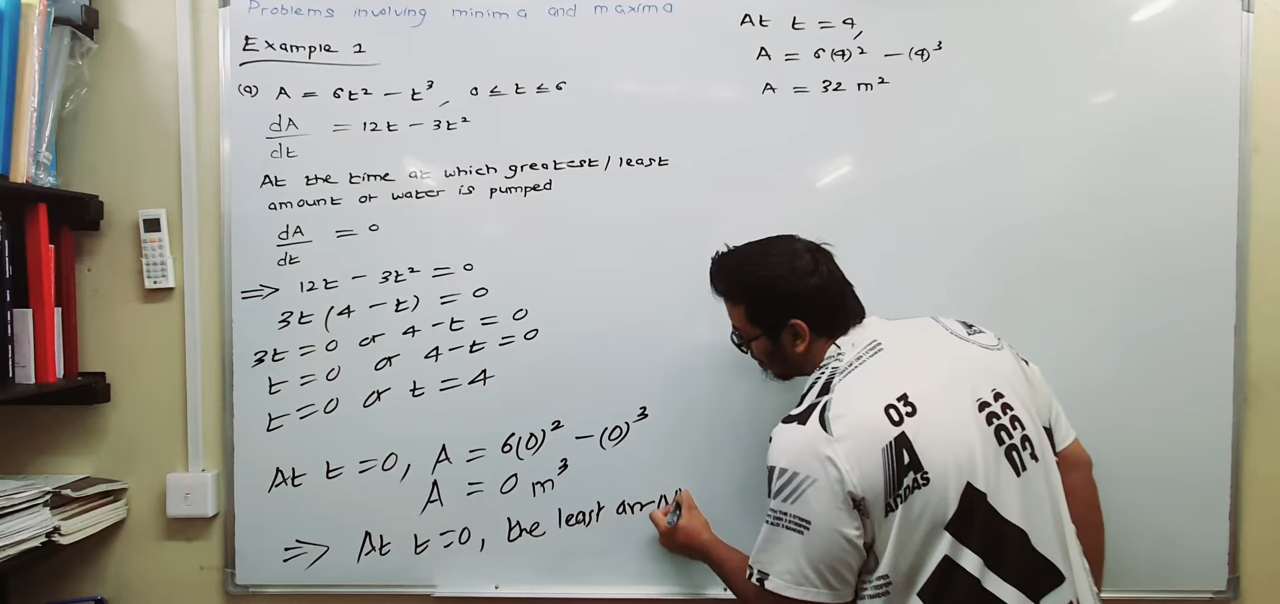 Problems involving minima and maxima
Example 1
(a) A = 6t² − t³, 0 ≤ t ≤ 6
dA/dt = 12t − 3t²
At the time at which greatest/least
amount of water is pumped
dA/dt = 0
⟹ 12t − 3t² = 0
3t(4 − t) = 0
3t = 0 or 4 − t = 0
t = 0 or 4 − t = 0
t = 0 or t = 4
At t = 0, A = 6(0)² − (0)³
A = 0 m³
⟹ At t = 0, the least
At t = 4,
A = 6(4)² − (4)³
A = 32 m²
03
ADIDAS